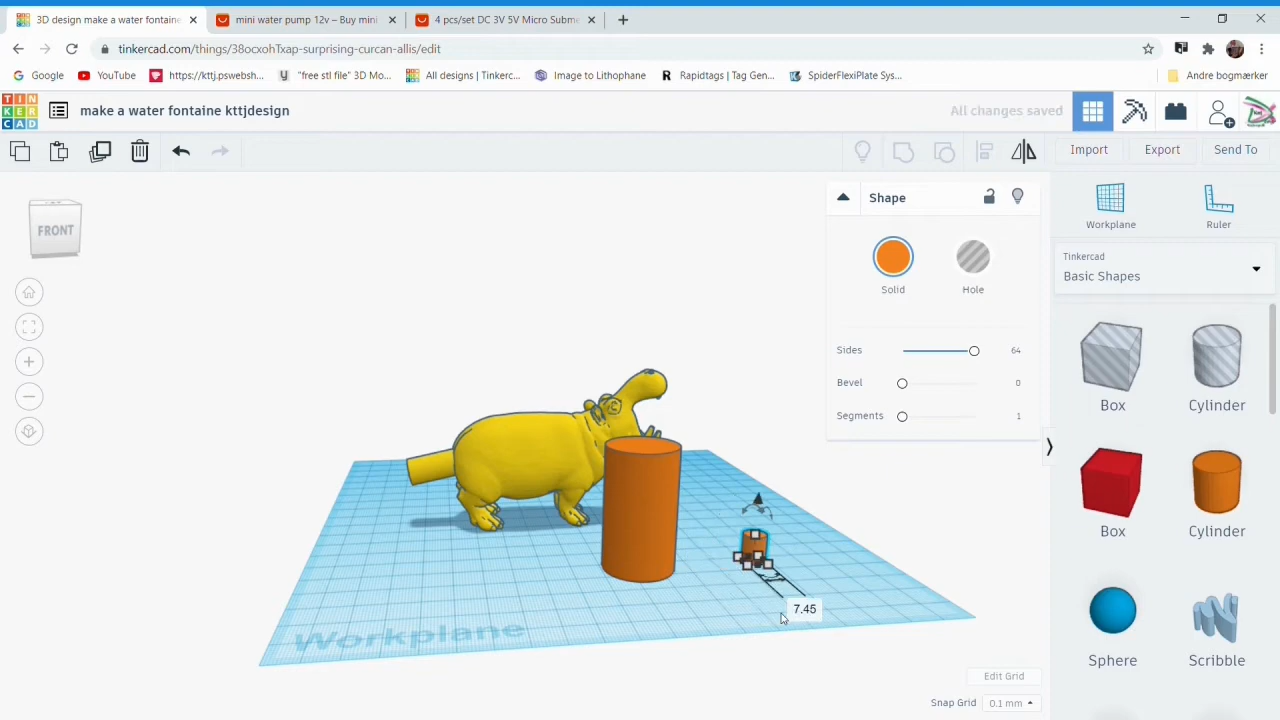 3D design make a water fontaine
mini water pump 12v – Buy mini
4 pcs/set DC 3V 5V Micro Subme
tinkercad.com/things/38ocxohTxap-surprising-curcan-allis/edit
Google
YouTube
https://kttj.pswebsh...
"free stl file" 3D Mo...
All designs | Tinkerc...
Image to Lithophane
Rapidtags | Tag Gen...
SpiderFlexiPlate Sys...
Andre bogmærker
TIN
KER
CAD
make a water fontaine kttjdesign
All changes saved
Import
Export
Send To
FRONT
Shape
Solid
Hole
Sides
64
Bevel
0
Segments
1
Workplane
Ruler
Tinkercad
Basic Shapes
Box
Cylinder
Box
Cylinder
Sphere
Scribble
7.45
Workplane
Edit Grid
Snap Grid
0.1 mm